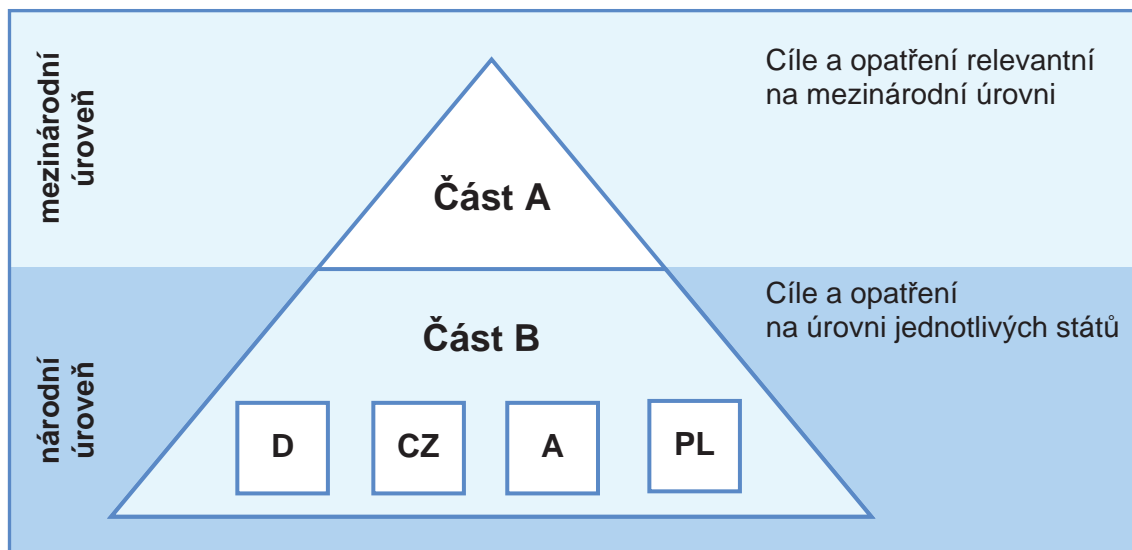 mezinárodní
úroveň
Cíle a opatření relevantní
na mezinárodní úrovni
Část A
národní
úroveň
Cíle a opatření
na úrovni jednotlivých států
Část B
D
CZ
A
PL